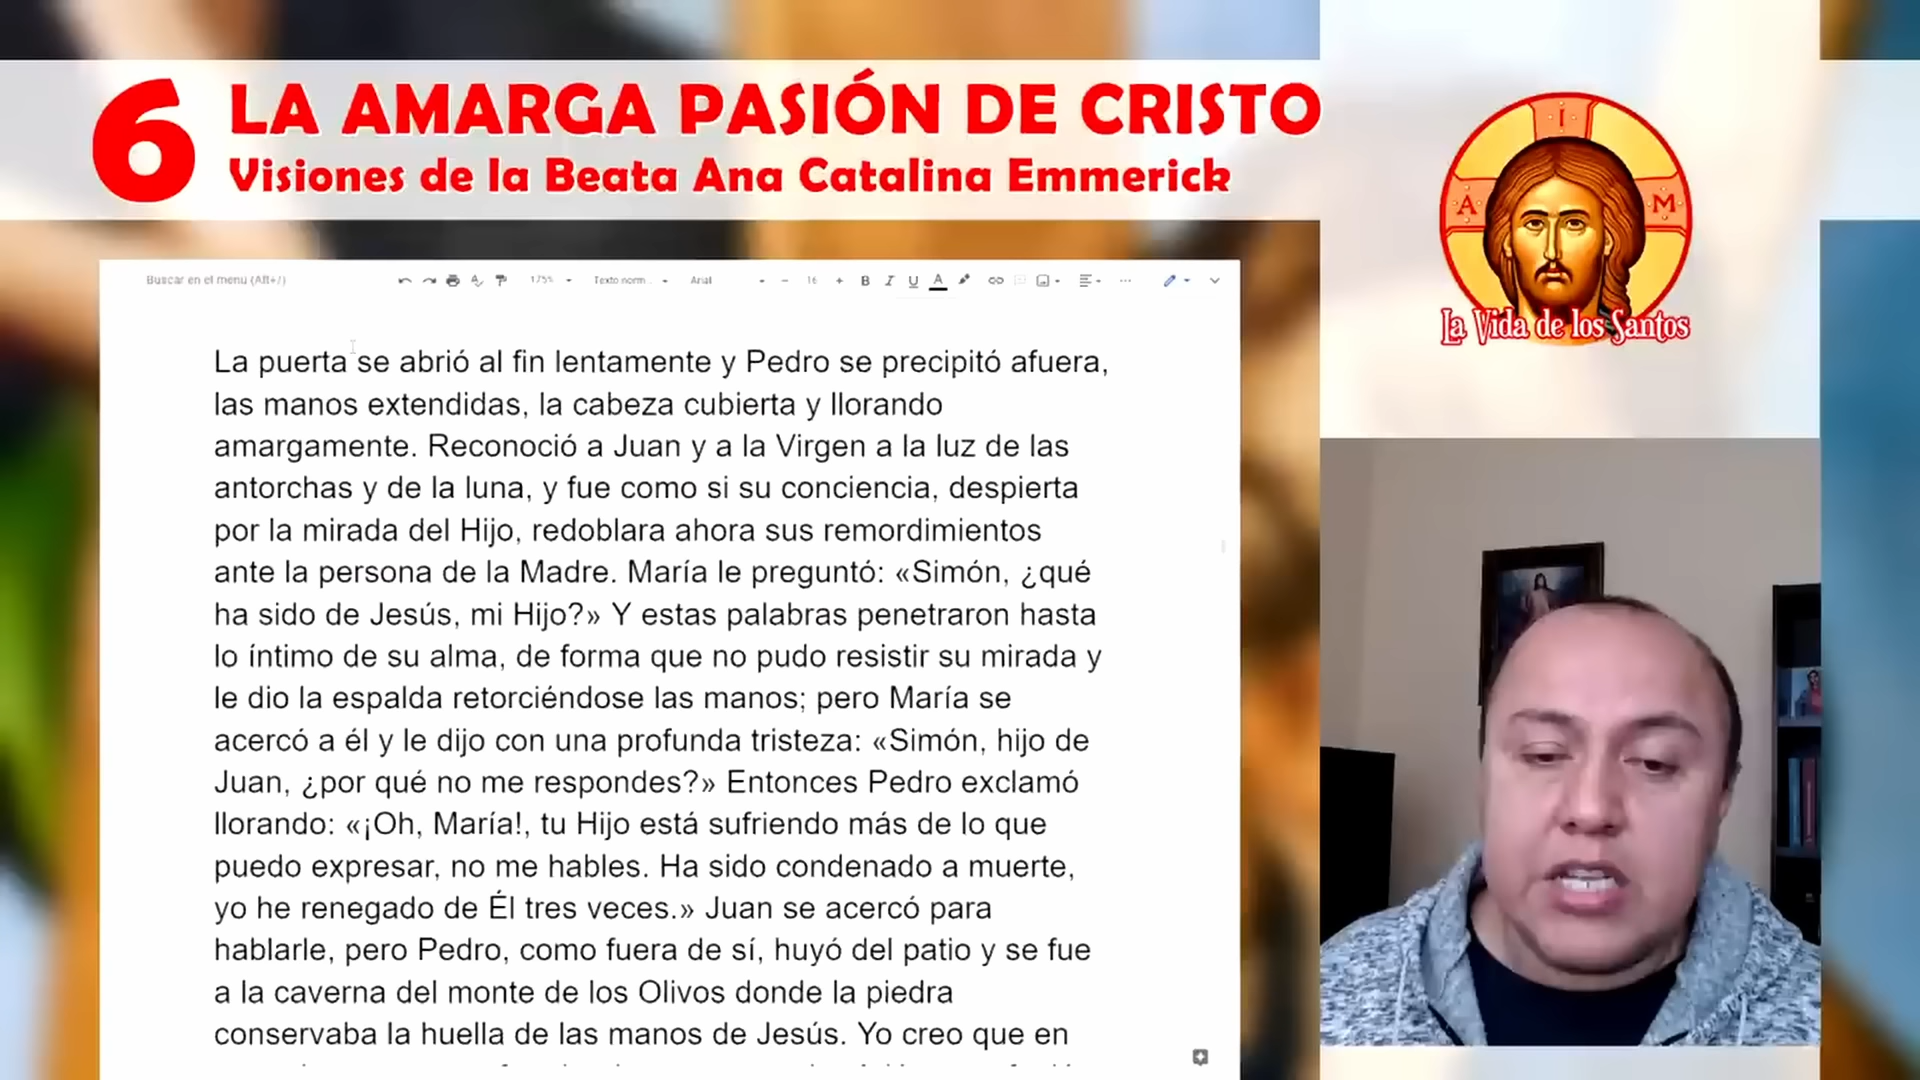 6
LA AMARGA PASIÓN DE CRISTO
Visiones de la Beata Ana Catalina Emmerick
I
A M
La Vida de los Santos
Buscar en el menú (Alt+/)
175% Texto norm... Arial − 16 + B I U A
La puerta se abrió al fin lentamente y Pedro se precipitó afuera,
las manos extendidas, la cabeza cubierta y llorando
amargamente. Reconoció a Juan y a la Virgen a la luz de las
antorchas y de la luna, y fue como si su conciencia, despierta
por la mirada del Hijo, redoblara ahora sus remordimientos
ante la persona de la Madre. María le preguntó: «Simón, ¿qué
ha sido de Jesús, mi Hijo?» Y estas palabras penetraron hasta
lo íntimo de su alma, de forma que no pudo resistir su mirada y
le dio la espalda retorciéndose las manos; pero María se
acercó a él y le dijo con una profunda tristeza: «Simón, hijo de
Juan, ¿por qué no me respondes?» Entonces Pedro exclamó
llorando: «¡Oh, María!, tu Hijo está sufriendo más de lo que
puedo expresar, no me hables. Ha sido condenado a muerte,
yo he renegado de Él tres veces.» Juan se acercó para
hablarle, pero Pedro, como fuera de sí, huyó del patio y se fue
a la caverna del monte de los Olivos donde la piedra
conservaba la huella de las manos de Jesús. Yo creo que en